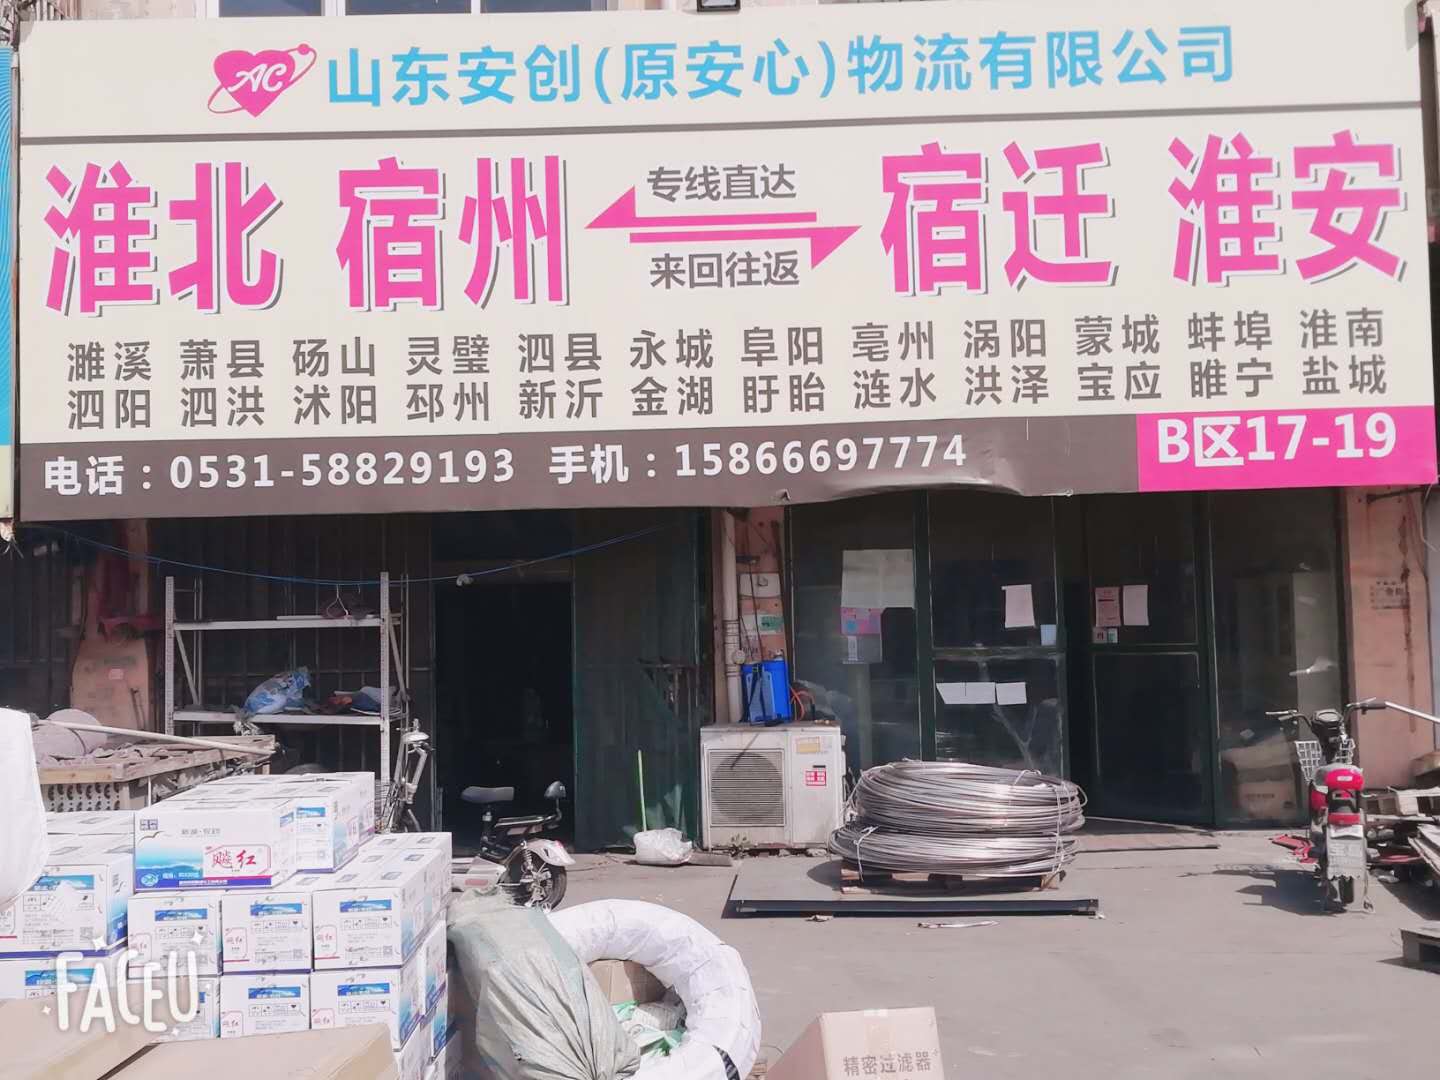 AC 山东安创(原安心)物流有限公司
淮北 宿州 专线直达 宿迁 淮安
来回往返
濉溪 萧县 砀山 灵璧 泗县 永城 阜阳 亳州 涡阳 蒙城 蚌埠 淮南
泗阳 泗洪 沭阳 邳州 新沂 金湖 盱眙 涟水 洪泽 宝应 睢宁 盐城
电话：0531-58829193 手机：15866697774 B区17-19
飚红
精密过滤器
FACEU